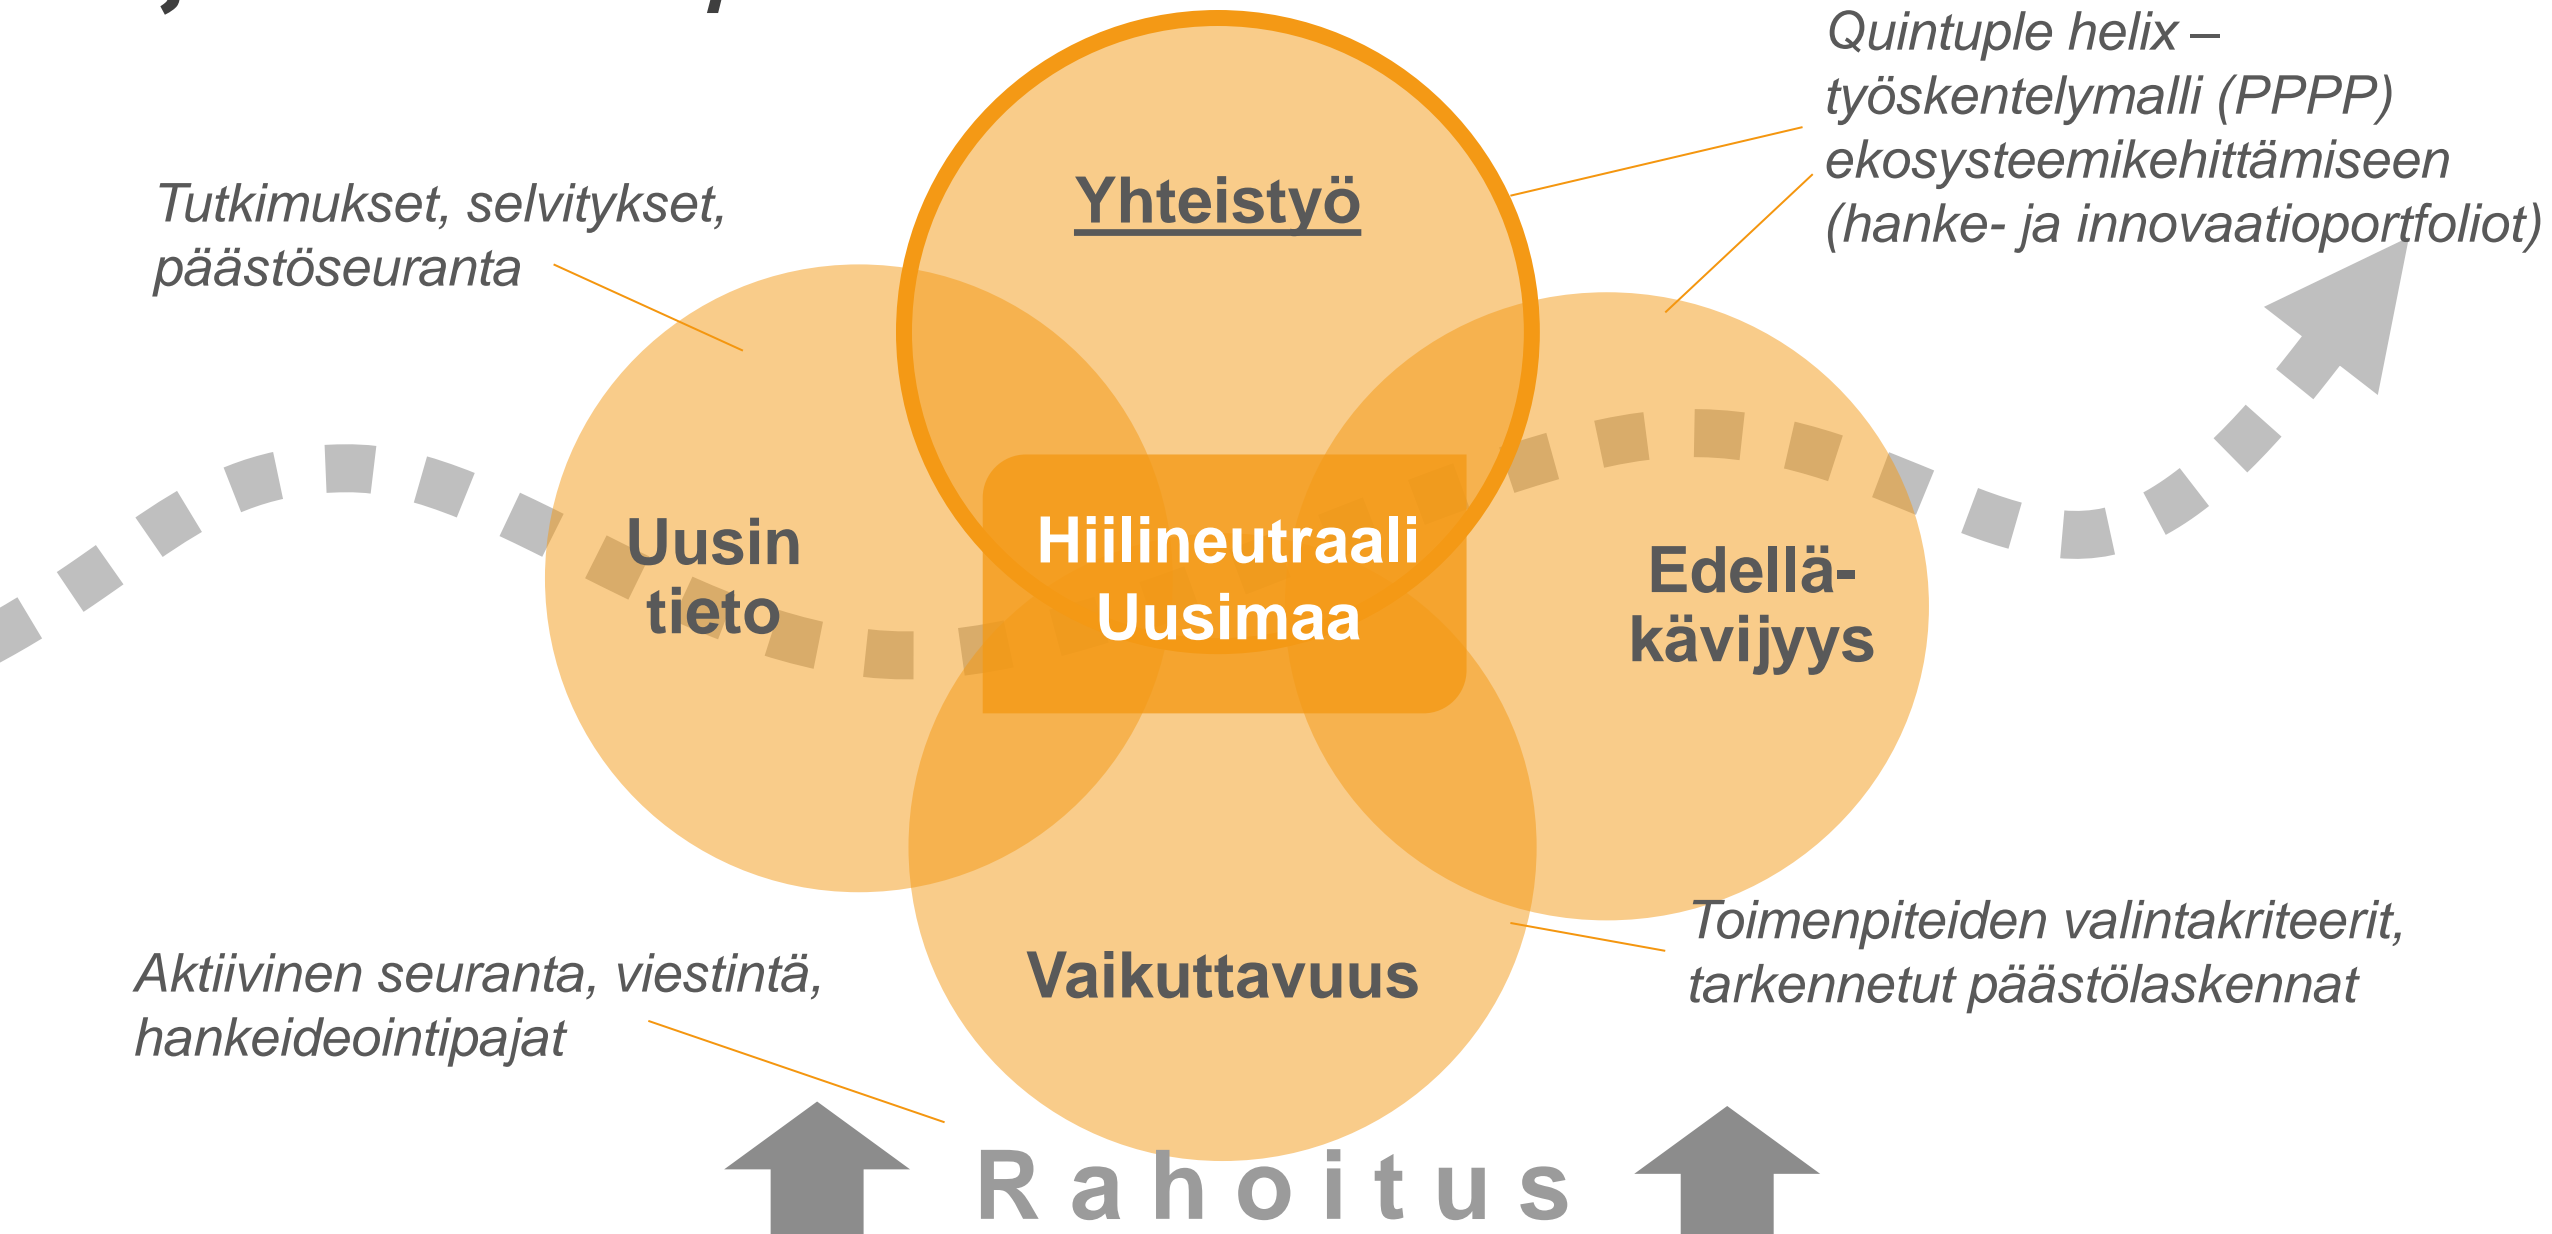 Quintuple helix –
työskentelymalli (PPPP)
ekosysteemikehittämiseen
(hanke- ja innovaatioportfoliot)
Tutkimukset, selvitykset,
päästöseuranta
Yhteistyö
Uusin
tieto
Hiilineutraali
Uusimaa
Edellä-
kävijyys
Vaikuttavuus
Toimenpiteiden valintakriteerit,
tarkennetut päästölaskennat
Aktiivinen seuranta, viestintä,
hankeideointipajat
Rahoitus